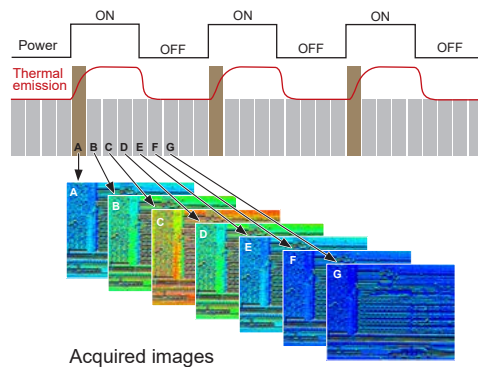 ON ON ON
Power OFF OFF OFF
Thermal
emission
A B C D E F G
A
B
C
D
E
F
G
Acquired images